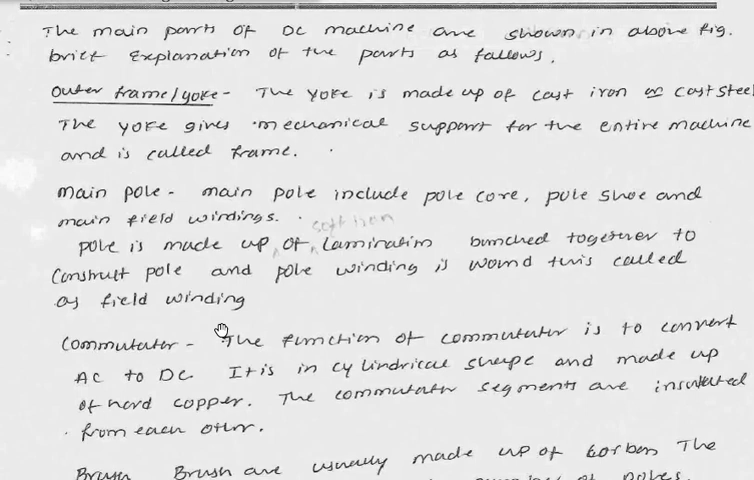 The main parts of DC machine are shown in above fig.
brief Explanation of the parts as fallows.
outer frame/yoke - The yoke is made up of cast iron or cast steel
The yoke gives mechanical support for the entire machine
and is called frame.
main pole - main pole include pole core, pole shoe and
main field windings.
soft iron
pole is made up of Lamination bunched together to
Construct pole and pole winding is wound this called
as field winding
Commutator - The function of commutator is to convert
AC to DC It is in cylindrical shape and made up
of hard copper. The commutator segments are insulated
from each other.
Brush Brush are usually made up of The
of poles.